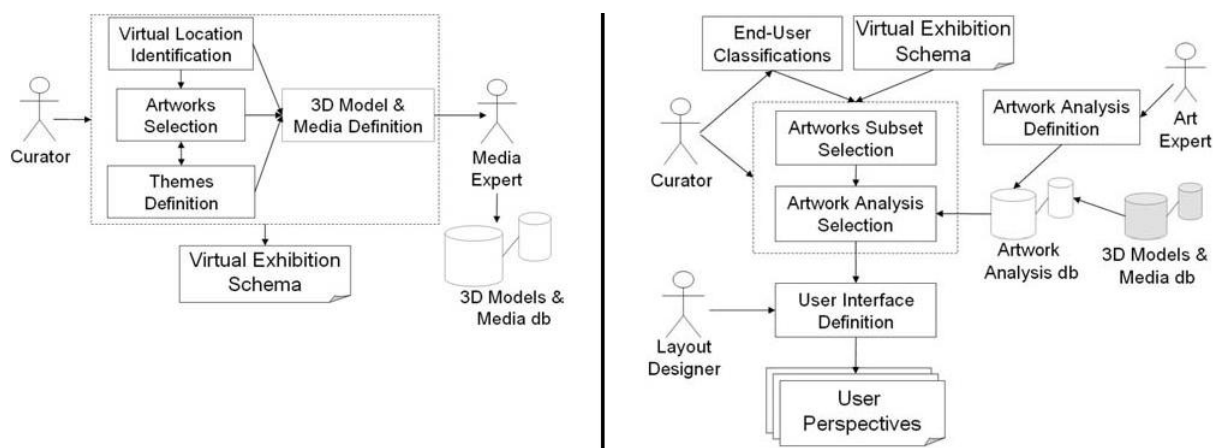 Virtual Location
Identification
Artworks
Selection
3D Model &
Media Definition
Curator
Media
Expert
Themes
Definition
Virtual Exhibition
Schema
3D Models &
Media db
End-User
Classifications
Virtual Exhibition
Schema
Artwork Analysis
Definition
Art
Expert
Artworks Subset
Selection
Curator
Artwork Analysis
Selection
Artwork
Analysis db
3D Models &
Media db
User Interface
Definition
Layout
Designer
User
Perspectives